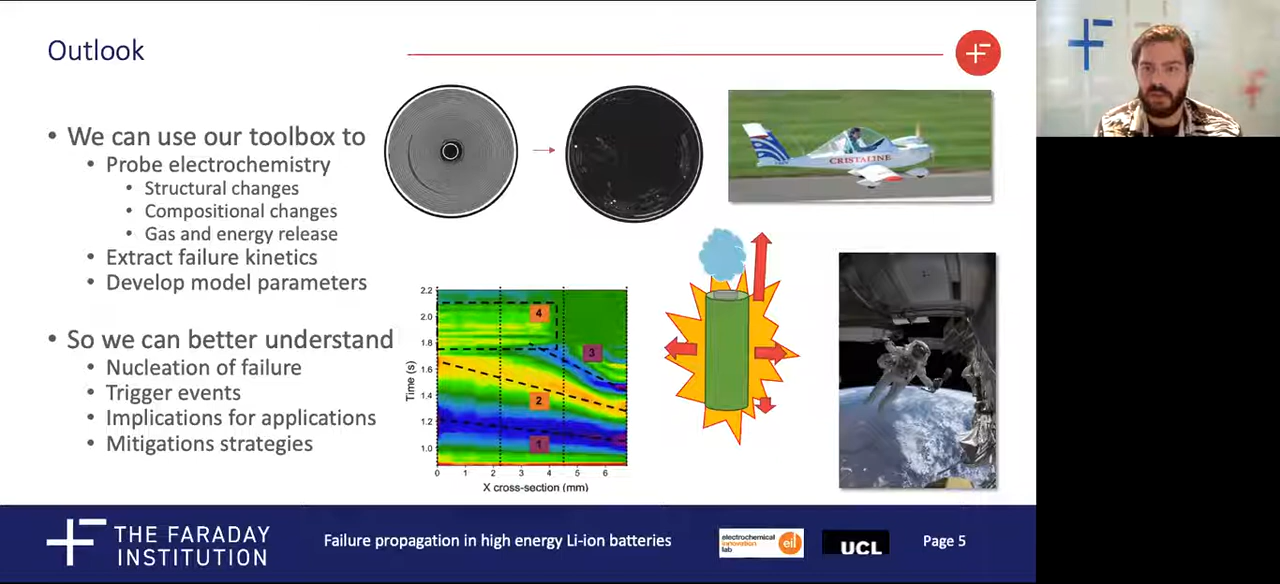 Outlook
• We can use our toolbox to
• Probe electrochemistry
• Structural changes
• Compositional changes
• Gas and energy release
• Extract failure kinetics
• Develop model parameters
• So we can better understand
• Nucleation of failure
• Trigger events
• Implications for applications
• Mitigations strategies
CRISTALINE
Time (s)
2.2
2.0
1.8
1.6
1.4
1.2
1.0
4
3
2
1
0 1 2 3 4 5 6
X cross-section (mm)
THE FARADAY
INSTITUTION
Failure propagation in high energy Li-ion batteries
electrochemical
innovation
lab
eil
UCL
Page 5